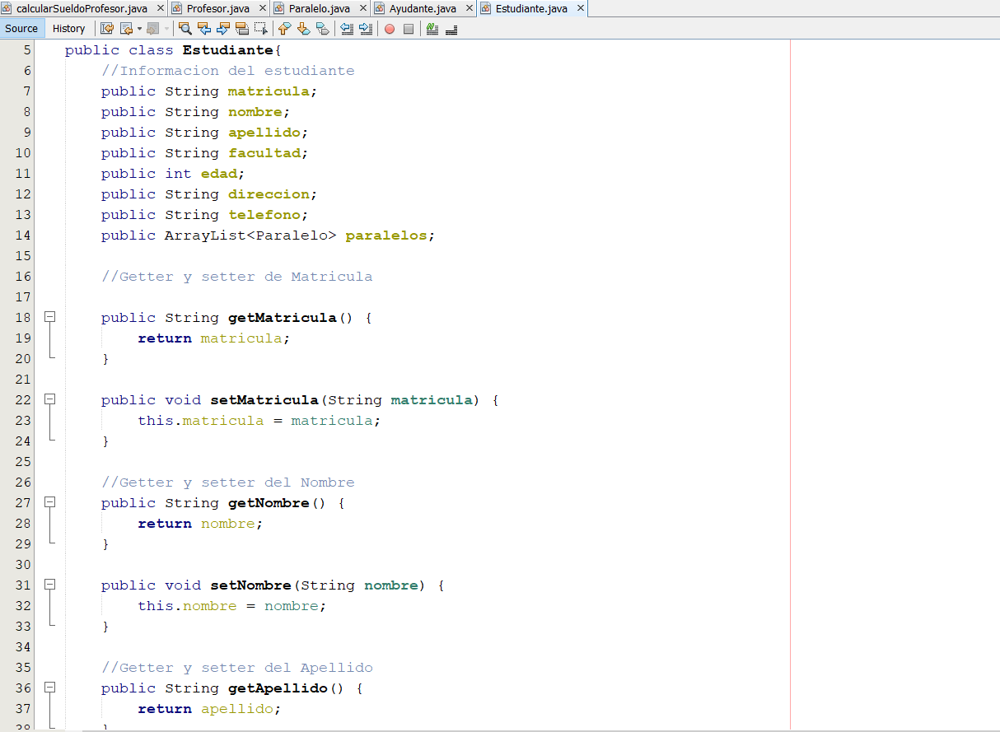 calcularSueldoProfesor.java × Profesor.java × Paralelo.java × Ayudante.java × Estudiante.java ×
Source History
5 public class Estudiante{
6 //Informacion del estudiante
7 public String matricula;
8 public String nombre;
9 public String apellido;
10 public String facultad;
11 public int edad;
12 public String direccion;
13 public String telefono;
14 public ArrayList<Paralelo> paralelos;
15
16 //Getter y setter de Matricula
17
18 public String getMatricula() {
19 return matricula;
20 }
21
22 public void setMatricula(String matricula) {
23 this.matricula = matricula;
24 }
25
26 //Getter y setter del Nombre
27 public String getNombre() {
28 return nombre;
29 }
30
31 public void setNombre(String nombre) {
32 this.nombre = nombre;
33 }
34
35 //Getter y setter del Apellido
36 public String getApellido() {
37 return apellido;
38 }